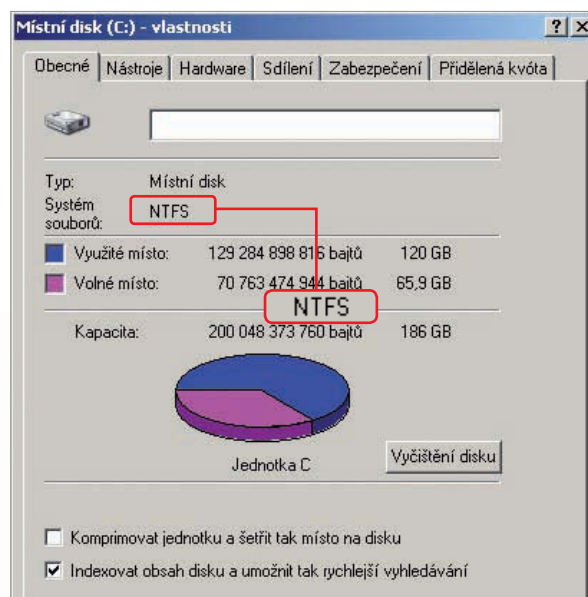 Místní disk (C:) - vlastnosti
Obecné Nástroje Hardware Sdílení Zabezpečení Přidělená kvóta
Typ: Místní disk
Systém souborů: NTFS
Využité místo: 129 284 898 816 bajtů 120 GB
Volné místo: 70 763 474 944 bajtů 65,9 GB
NTFS
Kapacita: 200 048 373 760 bajtů 186 GB
Jednotka C
Vyčištění disku
Komprimovat jednotku a šetřit tak místo na disku
Indexovat obsah disku a umožnit tak rychlejší vyhledávání